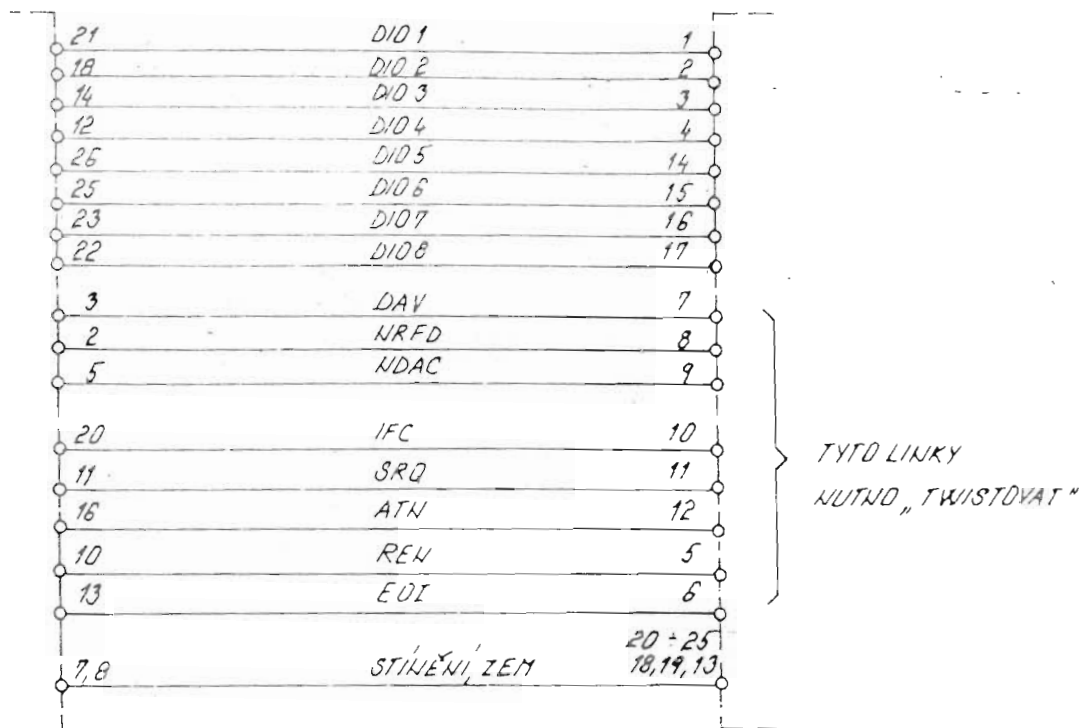 21 DIO 1 1
18 DIO 2 2
14 DIO 3 3
12 DIO 4 4
26 DIO 5 14
25 DIO 6 15
23 DIO 7 16
22 DIO 8 17
3 DAV 7
2 NRFD 8
5 NDAC 9
20 IFC 10
11 SRQ 11
16 ATN 12
10 REN 5
13 EOI 6
TYTO LINKY
NUTNO „TWISTOVAT"
20 ÷ 25
7,8 STÍNĚNÍ, ZEM 18,19,13